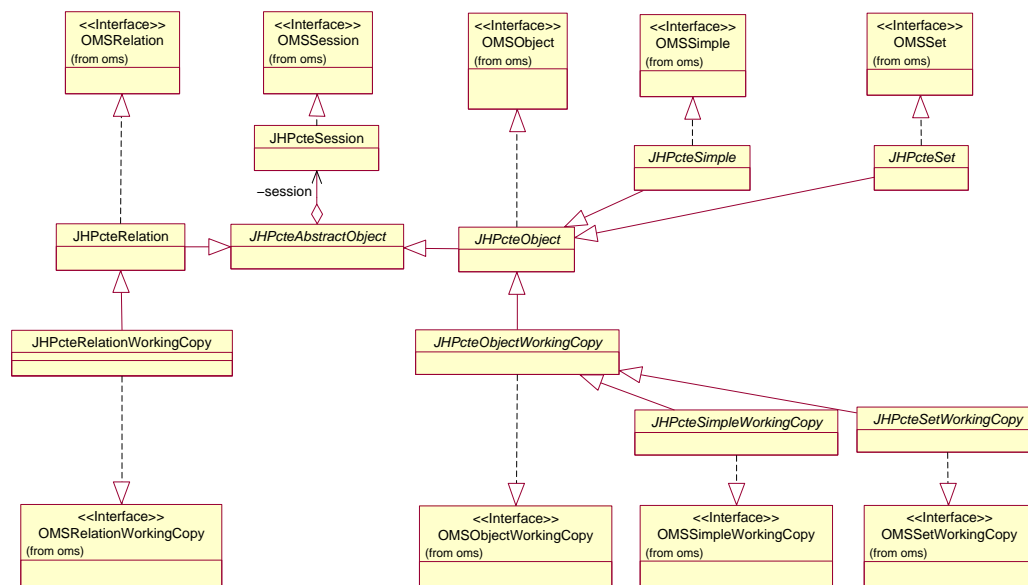 <<Interface>>
OMSRelation
(from oms)
<<Interface>>
OMSSession
(from oms)
<<Interface>>
OMSObject
(from oms)
<<Interface>>
OMSSimple
(from oms)
<<Interface>>
OMSSet
(from oms)
JHPcteSession
JHPcteSimple
JHPcteSet
–session
JHPcteRelation
JHPcteAbstractObject
JHPcteObject
JHPcteRelationWorkingCopy
JHPcteObjectWorkingCopy
JHPcteSimpleWorkingCopy
JHPcteSetWorkingCopy
<<Interface>>
OMSRelationWorkingCopy
(from oms)
<<Interface>>
OMSObjectWorkingCopy
(from oms)
<<Interface>>
OMSSimpleWorkingCopy
(from oms)
<<Interface>>
OMSSetWorkingCopy
(from oms)